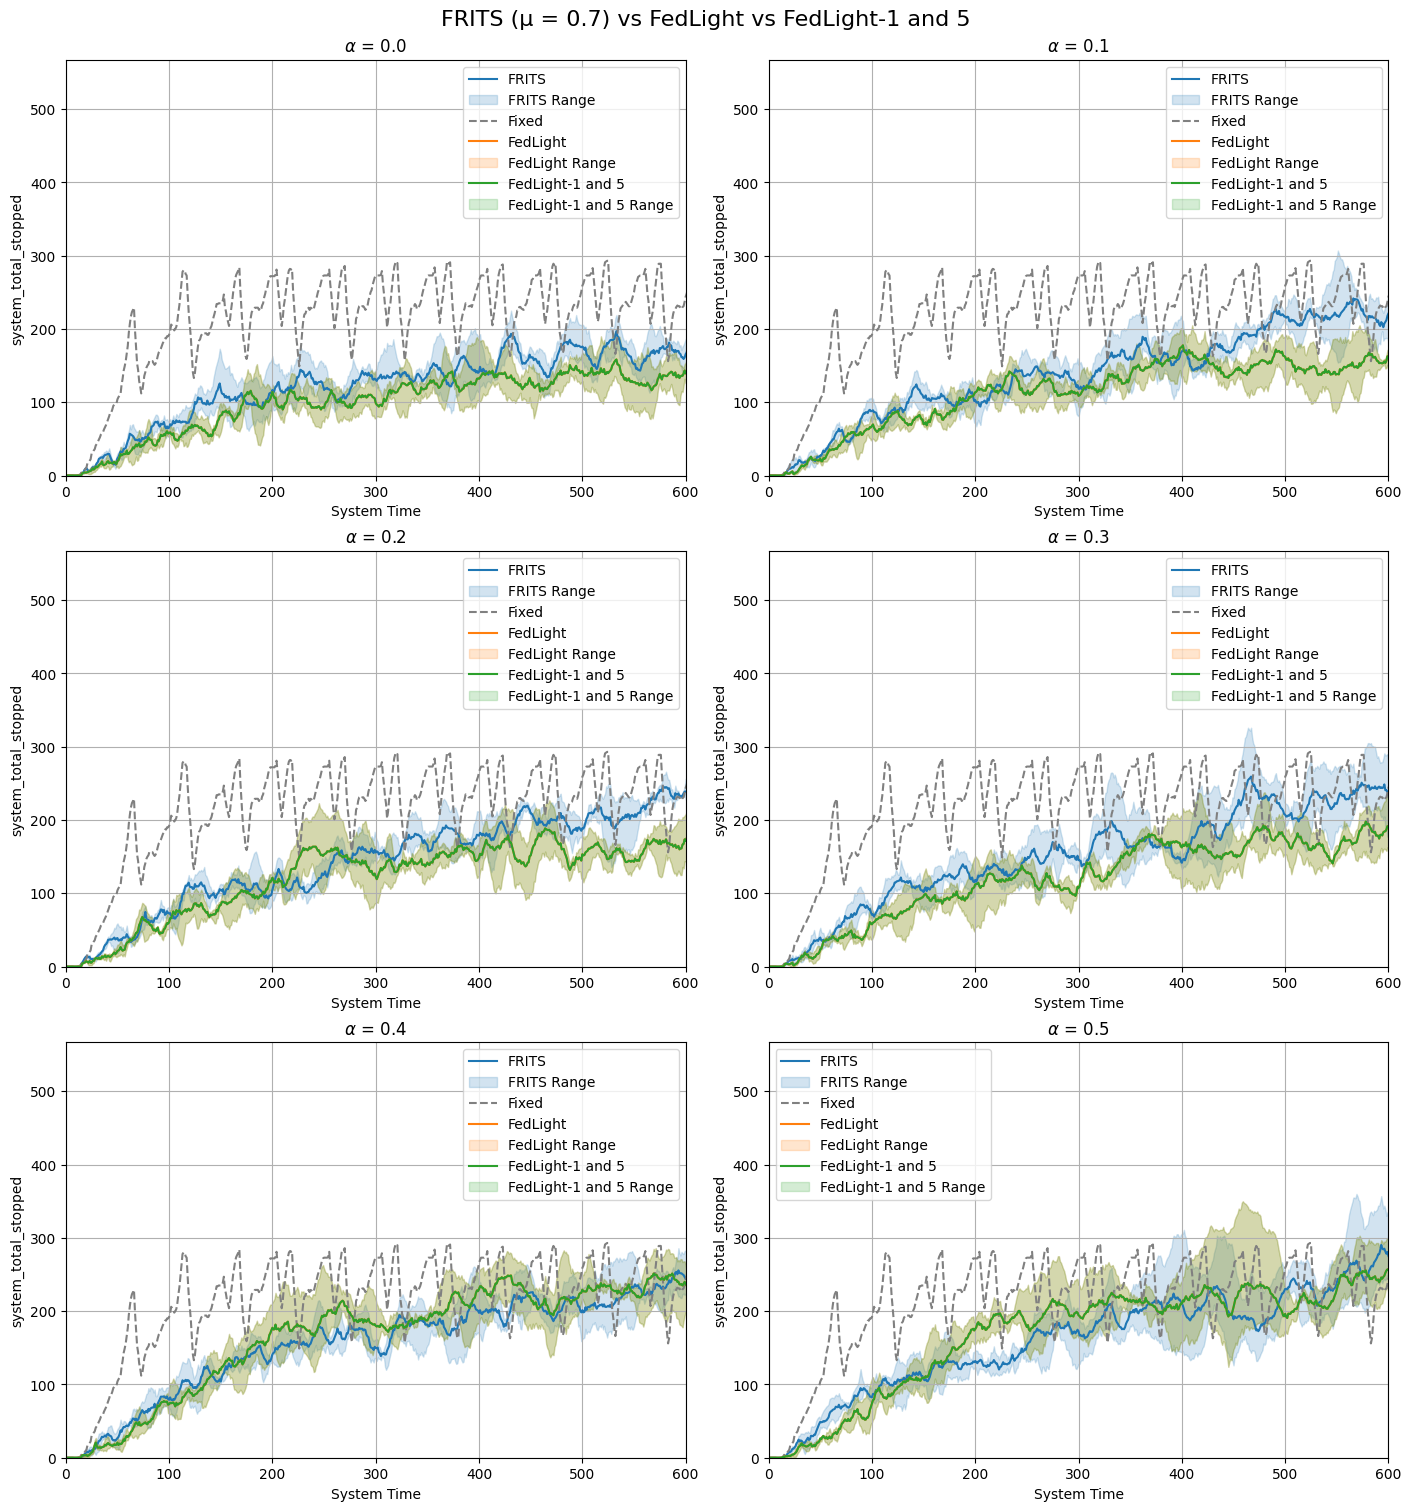 FRITS (μ = 0.7) vs FedLight vs FedLight-1 and 5
α = 0.0
500
400
300
200
100
0
system_total_stopped
FRITS
FRITS Range
Fixed
FedLight
FedLight Range
FedLight-1 and 5
FedLight-1 and 5 Range
0 100 200 300 400 500 600
System Time
α = 0.1
500
400
300
200
100
0
system_total_stopped
FRITS
FRITS Range
Fixed
FedLight
FedLight Range
FedLight-1 and 5
FedLight-1 and 5 Range
0 100 200 300 400 500 600
System Time
α = 0.2
500
400
300
200
100
0
system_total_stopped
FRITS
FRITS Range
Fixed
FedLight
FedLight Range
FedLight-1 and 5
FedLight-1 and 5 Range
0 100 200 300 400 500 600
System Time
α = 0.3
500
400
300
200
100
0
system_total_stopped
FRITS
FRITS Range
Fixed
FedLight
FedLight Range
FedLight-1 and 5
FedLight-1 and 5 Range
0 100 200 300 400 500 600
System Time
α = 0.4
500
400
300
200
100
0
system_total_stopped
FRITS
FRITS Range
Fixed
FedLight
FedLight Range
FedLight-1 and 5
FedLight-1 and 5 Range
0 100 200 300 400 500 600
System Time
α = 0.5
500
400
300
200
100
0
system_total_stopped
FRITS
FRITS Range
Fixed
FedLight
FedLight Range
FedLight-1 and 5
FedLight-1 and 5 Range
0 100 200 300 400 500 600
System Time